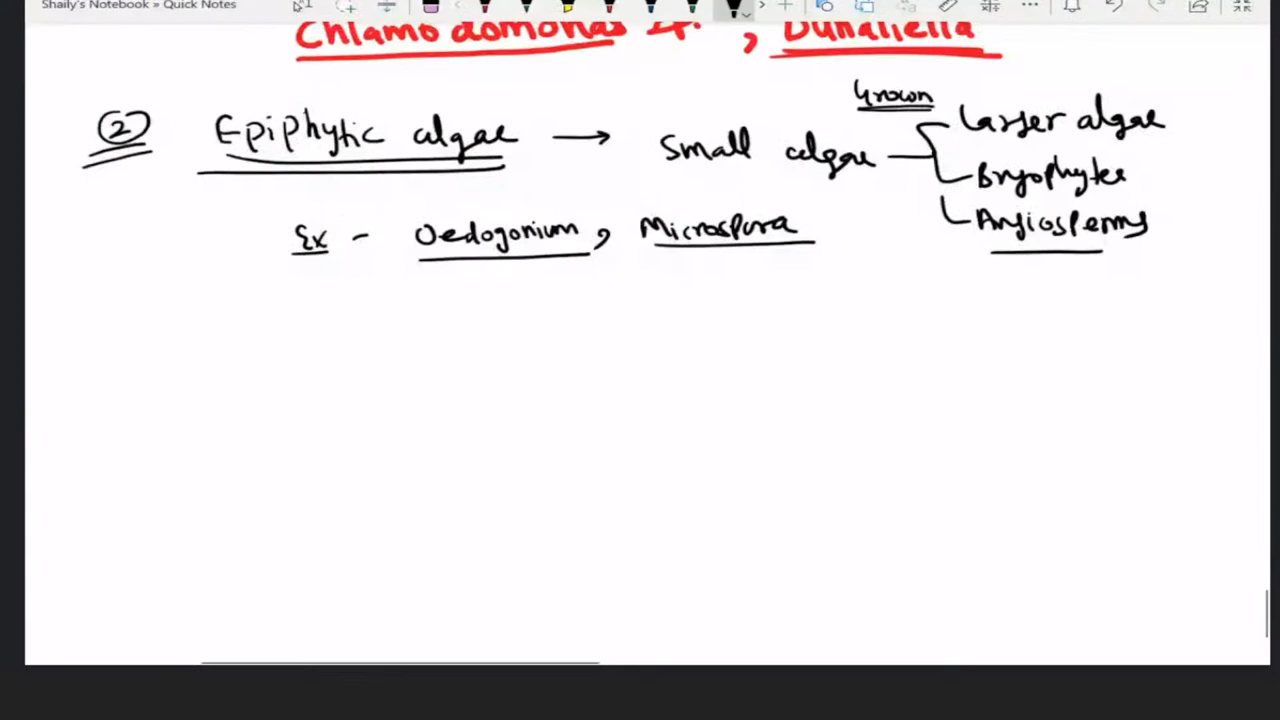 Shaily's Notebook » Quick Notes
Chlamodomonas sp. , Dunaliella
② Epiphytic algae → Small algae
Grown
Larger algae
Bryophytes
Angiosperms
Ex - Oedogonium, Microspora